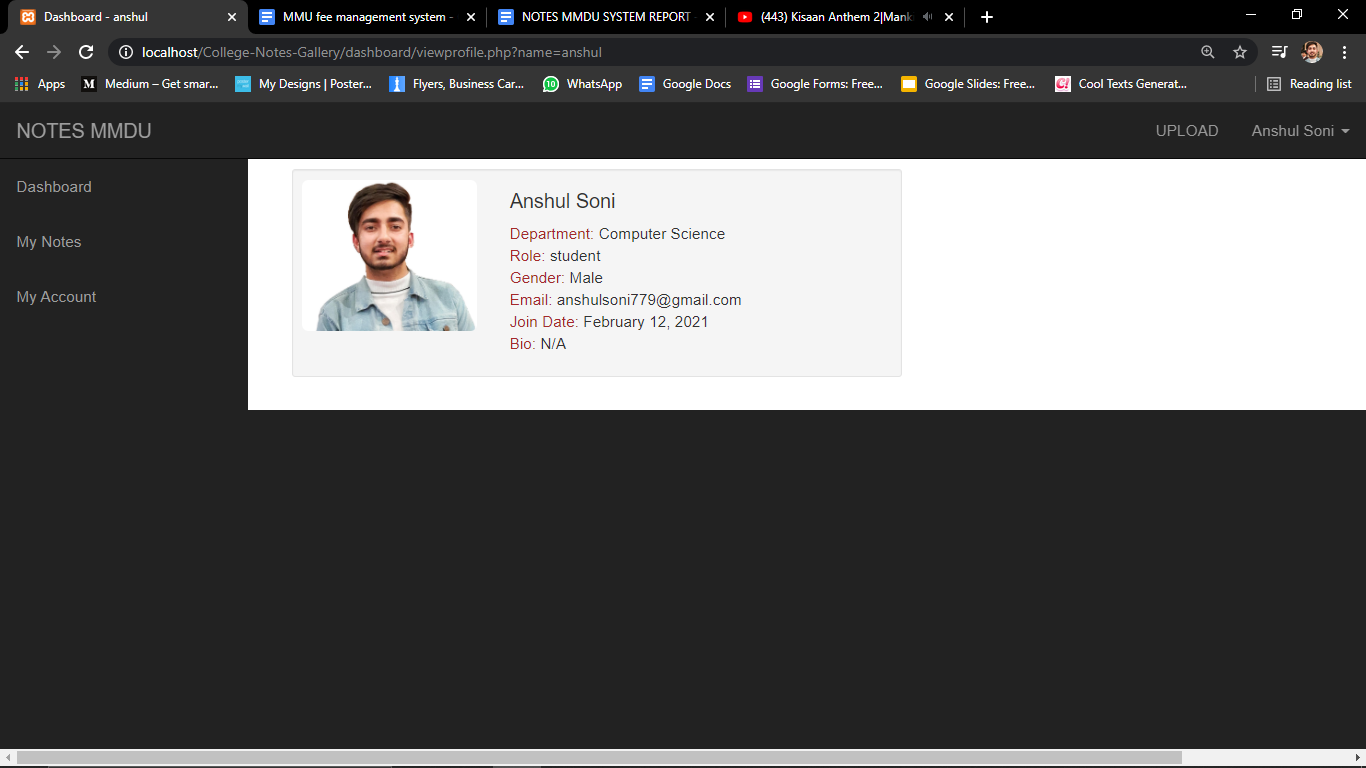 Dashboard - anshul
MMU fee management system -
NOTES MMDU SYSTEM REPORT
(443) Kisaan Anthem 2|Mank
localhost/College-Notes-Gallery/dashboard/viewprofile.php?name=anshul
Apps
M Medium – Get smar...
My Designs | Poster...
Flyers, Business Car...
10 WhatsApp
Google Docs
Google Forms: Free...
Google Slides: Free...
C! Cool Texts Generat...
Reading list
NOTES MMDU
UPLOAD
Anshul Soni
Dashboard
My Notes
My Account
Anshul Soni
Department: Computer Science
Role: student
Gender: Male
Email: anshulsoni779@gmail.com
Join Date: February 12, 2021
Bio: N/A